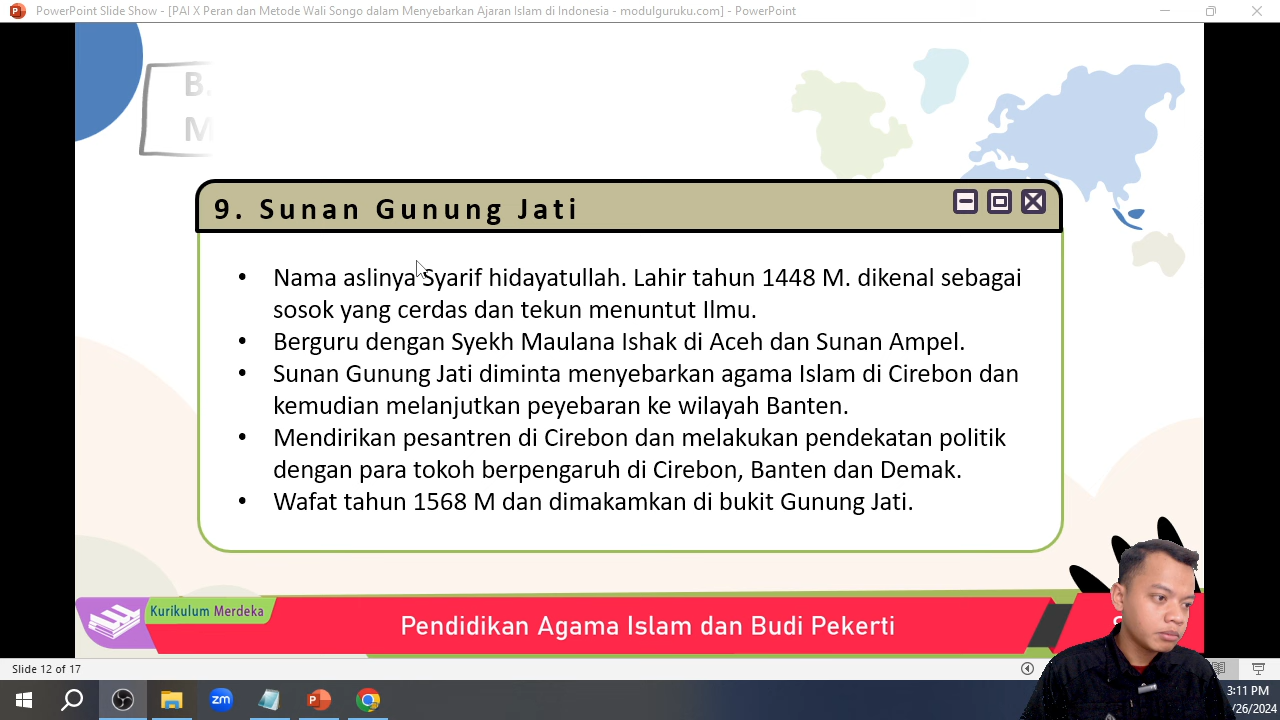 PowerPoint Slide Show - [PAI X Peran dan Metode Wali Songo dalam Menyebarkan Ajaran Islam di Indonesia - modulguruku.com] - PowerPoint
B.
M
9. Sunan Gunung Jati
• Nama aslinya Syarif hidayatullah. Lahir tahun 1448 M. dikenal sebagai
sosok yang cerdas dan tekun menuntut Ilmu.
• Berguru dengan Syekh Maulana Ishak di Aceh dan Sunan Ampel.
• Sunan Gunung Jati diminta menyebarkan agama Islam di Cirebon dan
kemudian melanjutkan peyebaran ke wilayah Banten.
• Mendirikan pesantren di Cirebon dan melakukan pendekatan politik
dengan para tokoh berpengaruh di Cirebon, Banten dan Demak.
• Wafat tahun 1568 M dan dimakamkan di bukit Gunung Jati.
Kurikulum Merdeka
Pendidikan Agama Islam dan Budi Pekerti
Slide 12 of 17
zm
3:11 PM
/26/2024